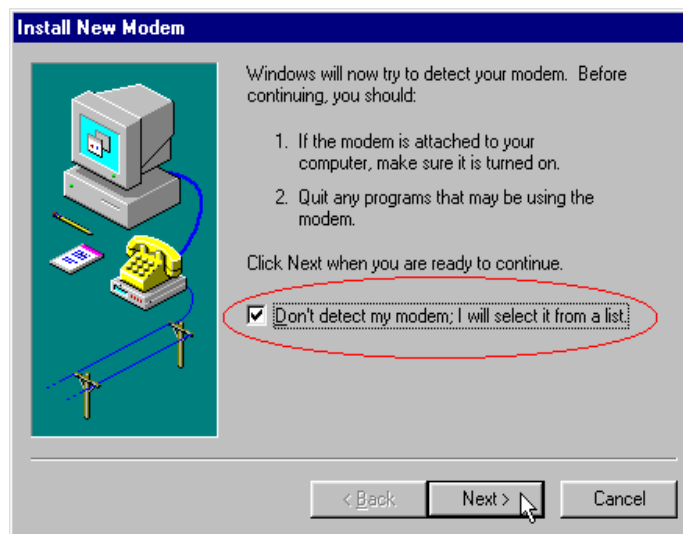 Install New Modem
Windows will now try to detect your modem.  Before
continuing, you should:
1.  If the modem is attached to your
computer, make sure it is turned on.
2.  Quit any programs that may be using the
modem.
Click Next when you are ready to continue.
Don't detect my modem; I will select it from a list.
< Back
Next >
Cancel